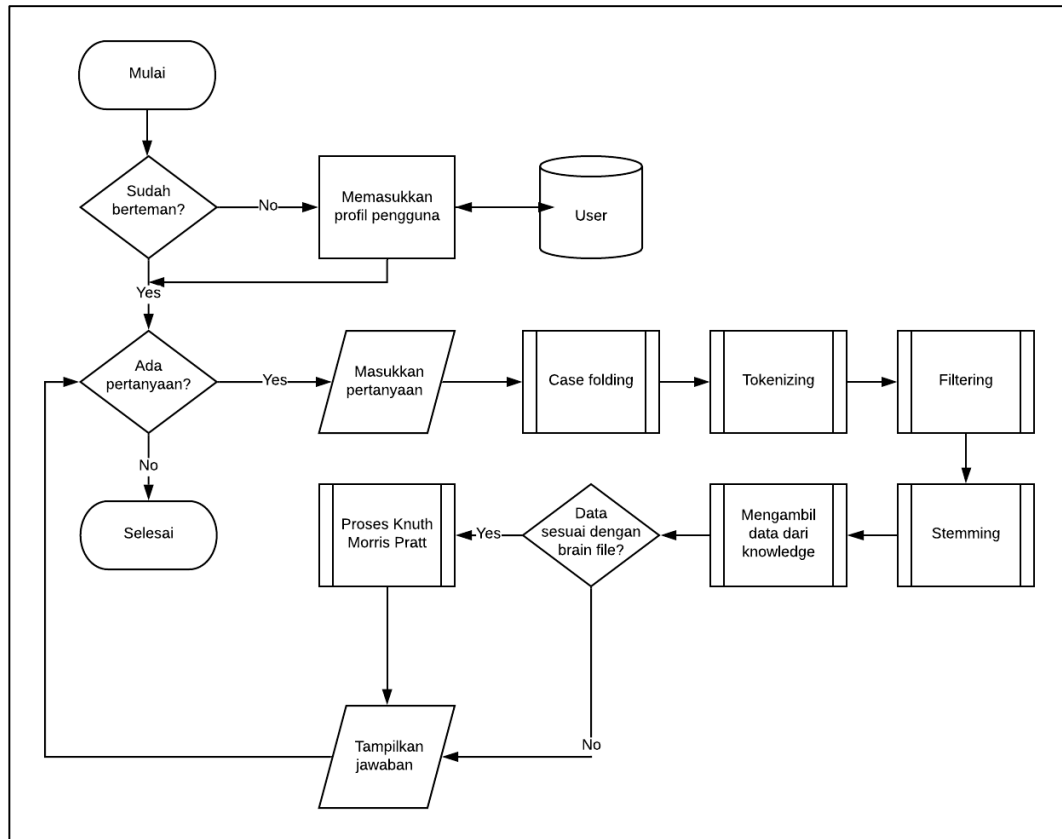 Mulai
Sudah
berteman?
No
Memasukkan
profil pengguna
User
Yes
Ada
pertanyaan?
Yes
Masukkan
pertanyaan
Case folding
Tokenizing
Filtering
No
Selesai
Proses Knuth
Morris Pratt
Yes
Data
sesuai dengan
brain file?
Mengambil
data dari
knowledge
Stemming
No
Tampilkan
jawaban